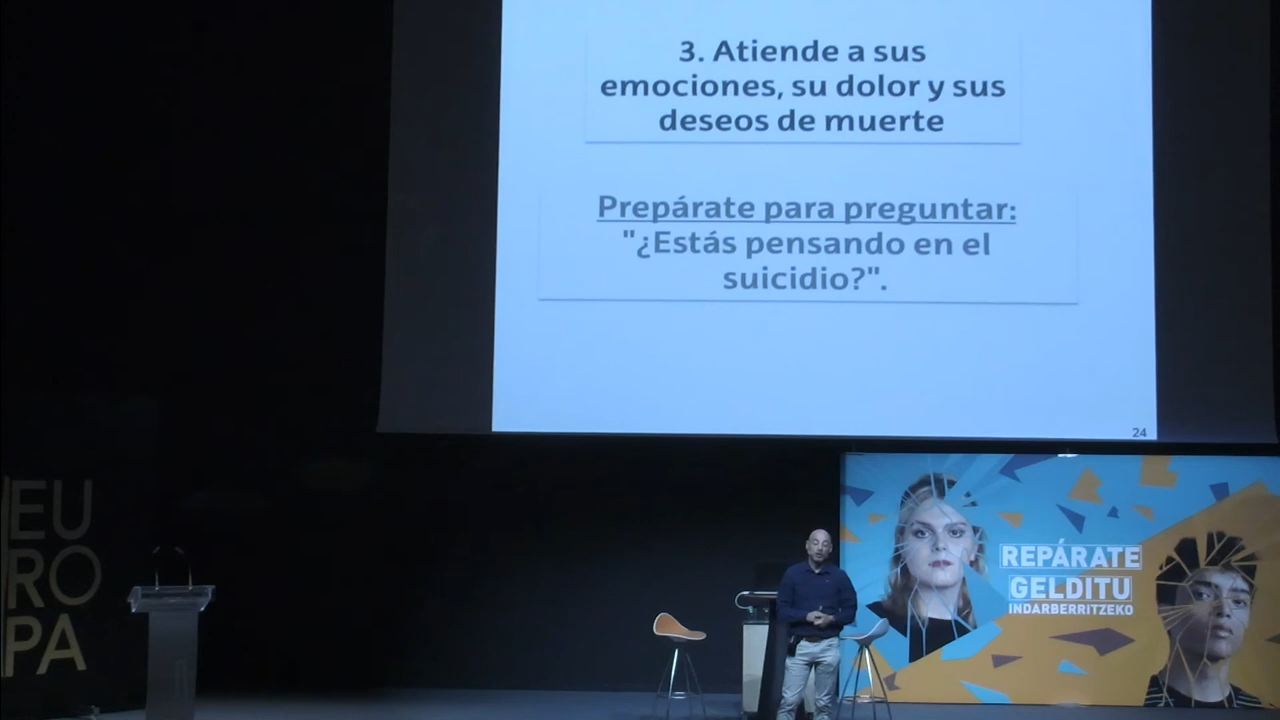 3. Atiende a sus
emociones, su dolor y sus
deseos de muerte
Prepárate para preguntar:
"¿Estás pensando en el
suicidio?".
24
EU
RO
PA
REPÁRATE
GELDITU
INDARBERRITZEKO